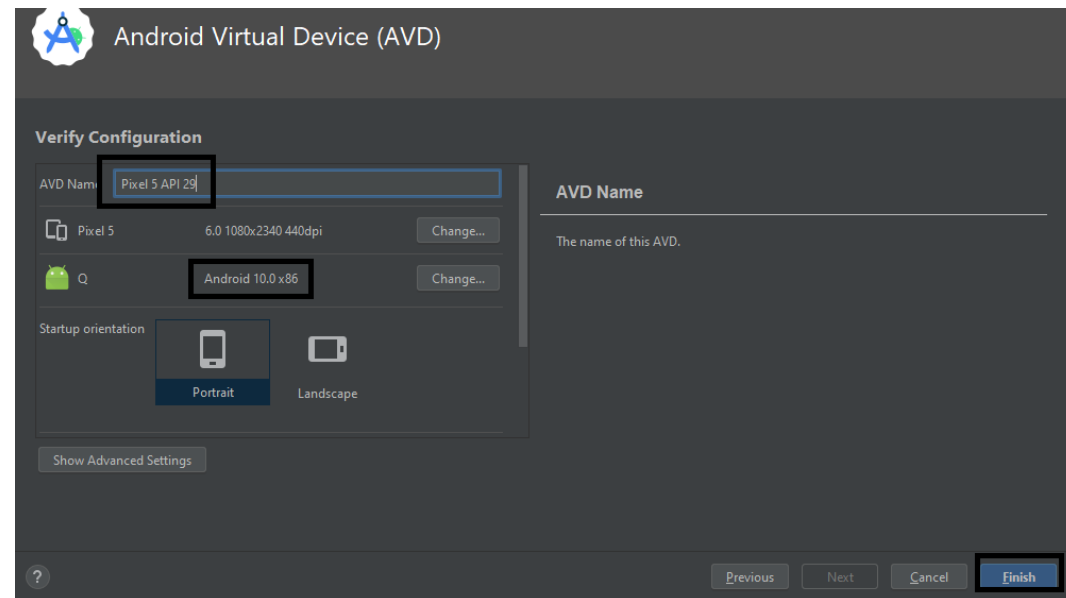 Android Virtual Device (AVD)
Verify Configuration
AVD Name Pixel 5 API 29
AVD Name
Pixel 5 6.0 1080x2340 440dpi Change...
The name of this AVD.
Q Android 10.0 x86 Change...
Startup orientation
Portrait Landscape
Show Advanced Settings
? Previous Next Cancel Finish